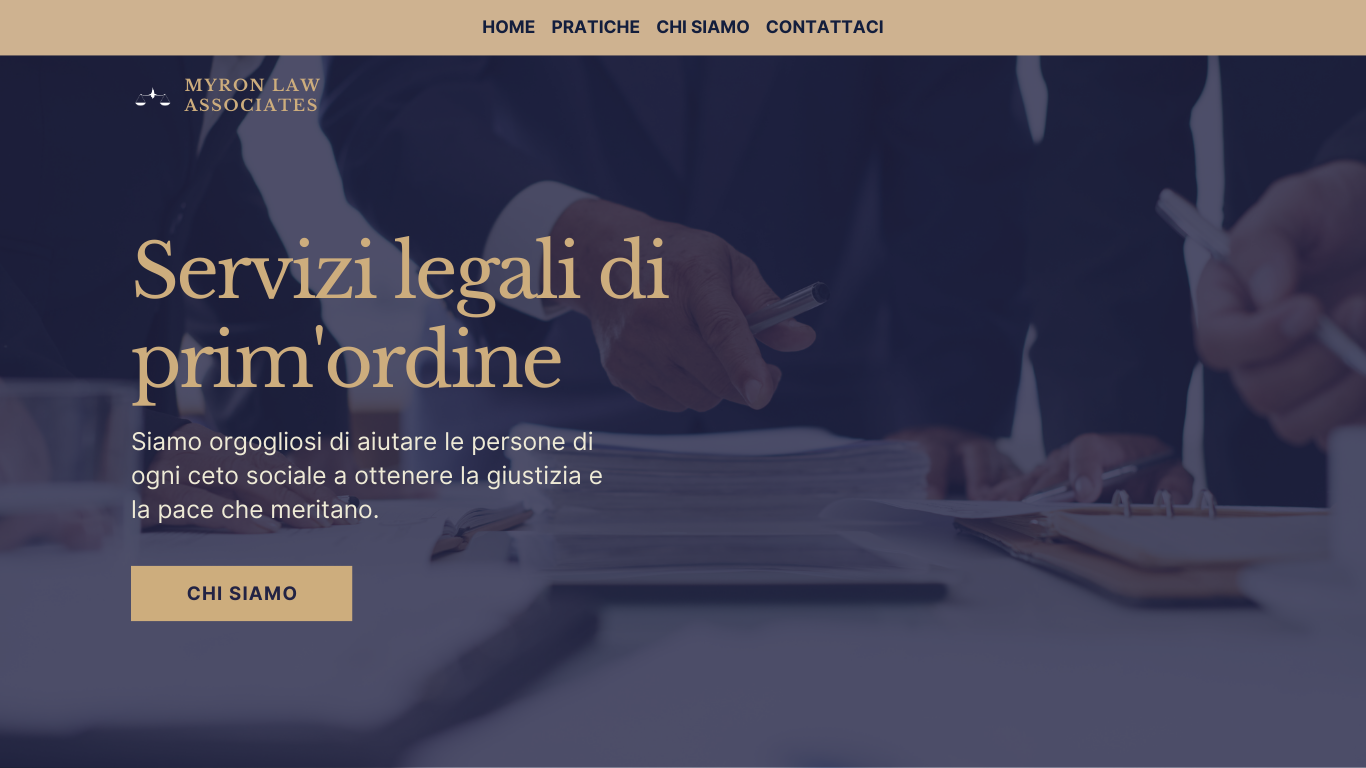 HOME PRATICHE CHI SIAMO CONTATTACI
MYRON LAW
ASSOCIATES
Servizi legali di
prim'ordine
Siamo orgogliosi di aiutare le persone di
ogni ceto sociale a ottenere la giustizia e
la pace che meritano.
CHI SIAMO